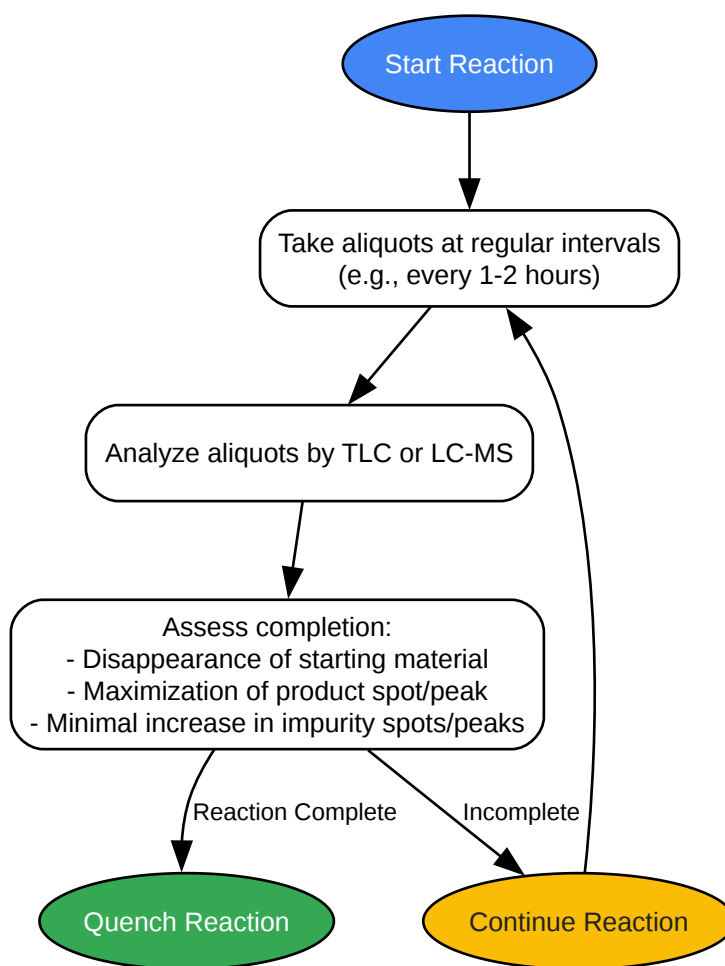 Start Reaction
Take aliquots at regular intervals
(e.g., every 1-2 hours)
Analyze aliquots by TLC or LC-MS
Assess completion:
- Disappearance of starting material
- Maximization of product spot/peak
- Minimal increase in impurity spots/peaks
Reaction Complete
Incomplete
Quench Reaction
Continue Reaction